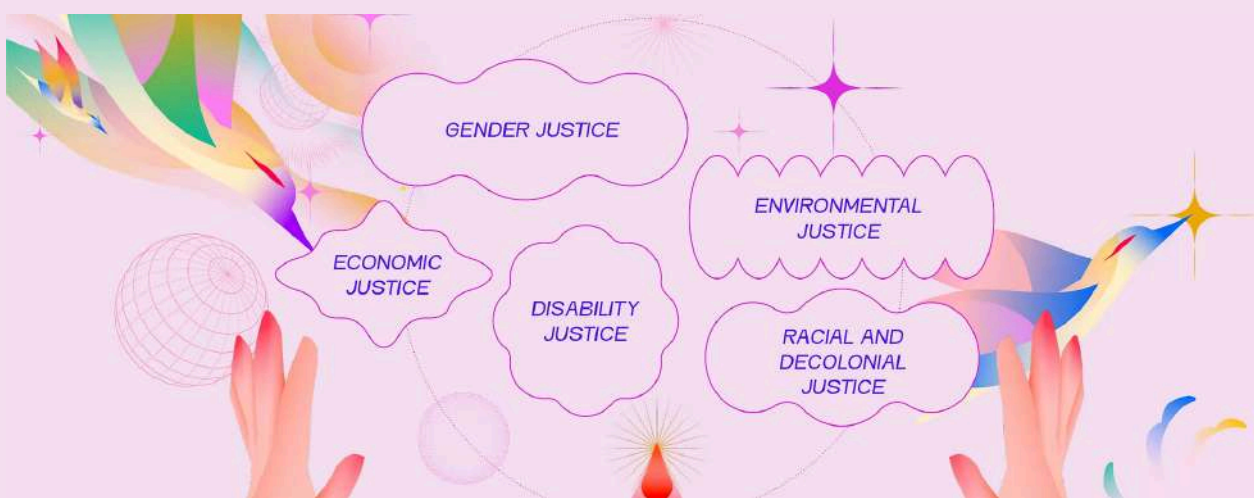 GENDER JUSTICE
ENVIRONMENTAL
JUSTICE
ECONOMIC
JUSTICE
DISABILITY
JUSTICE
RACIAL AND
DECOLONIAL
JUSTICE